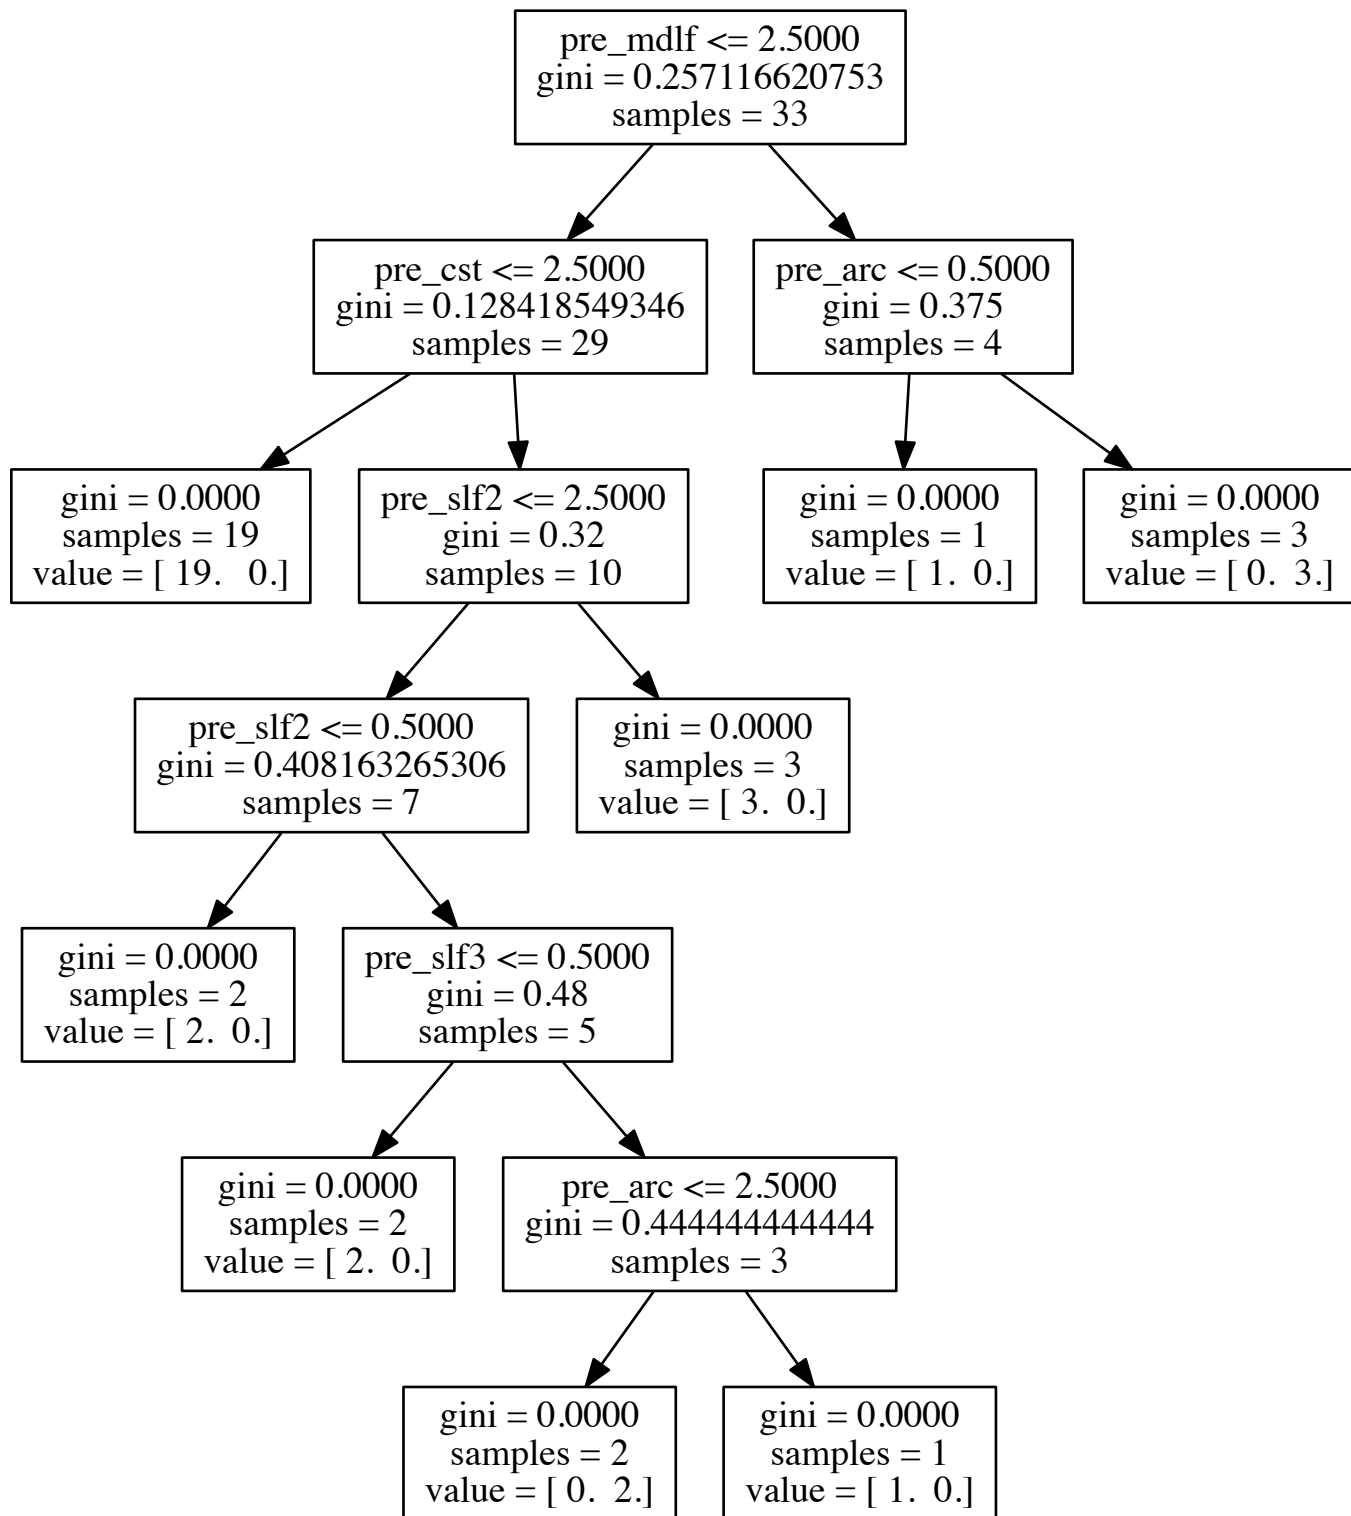 pre_mdlf <= 2.5000
gini = 0.257116620753
samples = 33
pre_cst <= 2.5000
gini = 0.128418549346
samples = 29
pre_arc <= 0.5000
gini = 0.375
samples = 4
gini = 0.0000
samples = 19
value = [ 19.   0.]
pre_slf2 <= 2.5000
gini = 0.32
samples = 10
gini = 0.0000
samples = 1
value = [ 1.  0.]
gini = 0.0000
samples = 3
value = [ 0.  3.]
pre_slf2 <= 0.5000
gini = 0.408163265306
samples = 7
gini = 0.0000
samples = 3
value = [ 3.  0.]
gini = 0.0000
samples = 2
value = [ 2.  0.]
pre_slf3 <= 0.5000
gini = 0.48
samples = 5
gini = 0.0000
samples = 2
value = [ 2.  0.]
pre_arc <= 2.5000
gini = 0.444444444444
samples = 3
gini = 0.0000
samples = 2
value = [ 0.  2.]
gini = 0.0000
samples = 1
value = [ 1.  0.]